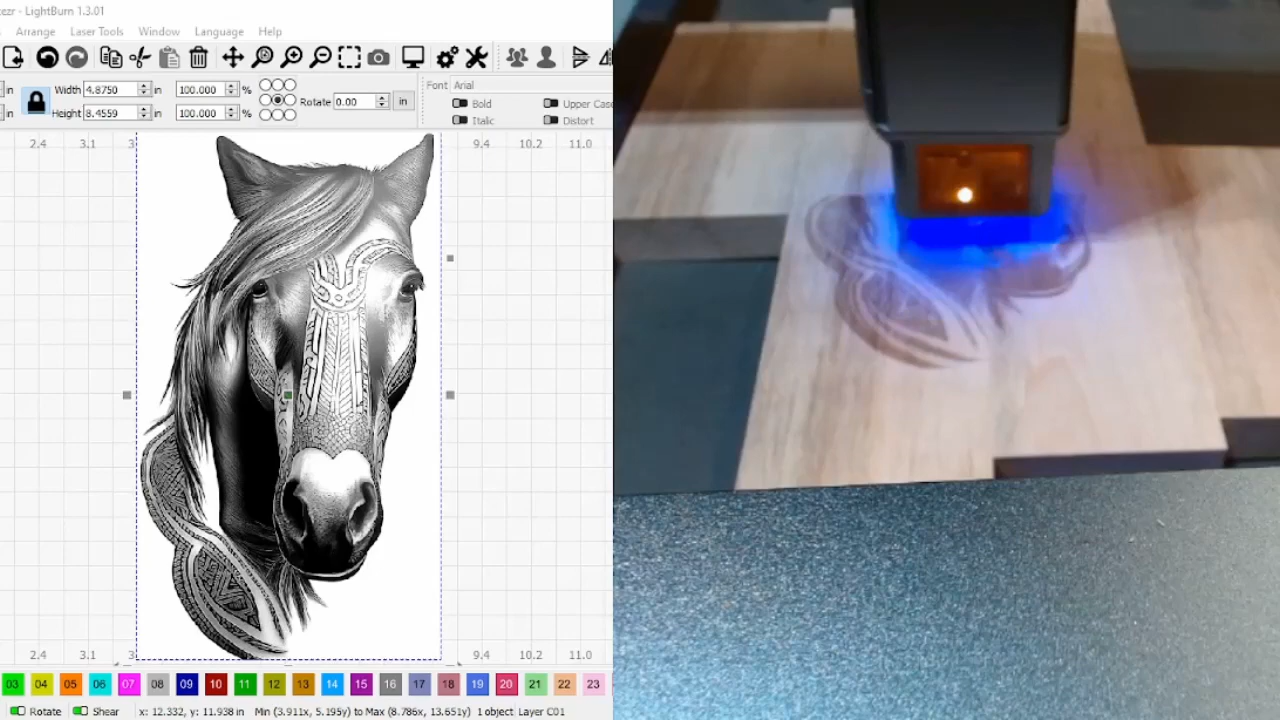 ezr - LightBurn 1.3.01
Arrange Laser Tools Window Language Help
in Width 4.8750 in 100.000 % Rotate 0.00 in Font Arial
in Height 8.4559 in 100.000 %
Bold Upper Case
Italic Distort
2.4 3.1 3 9.4 10.2 11.0
2.4 3.1 3 9.4 10.2 11.0
03 04 05 06 07 08 09 10 11 12 13 14 15 16 17 18 19 20 21 22 23
Rotate Shear x: 12.332, y: 11.938 in Min (3.911x, 5.195y) to Max (8.786x, 13.651y) 1 object Layer C01